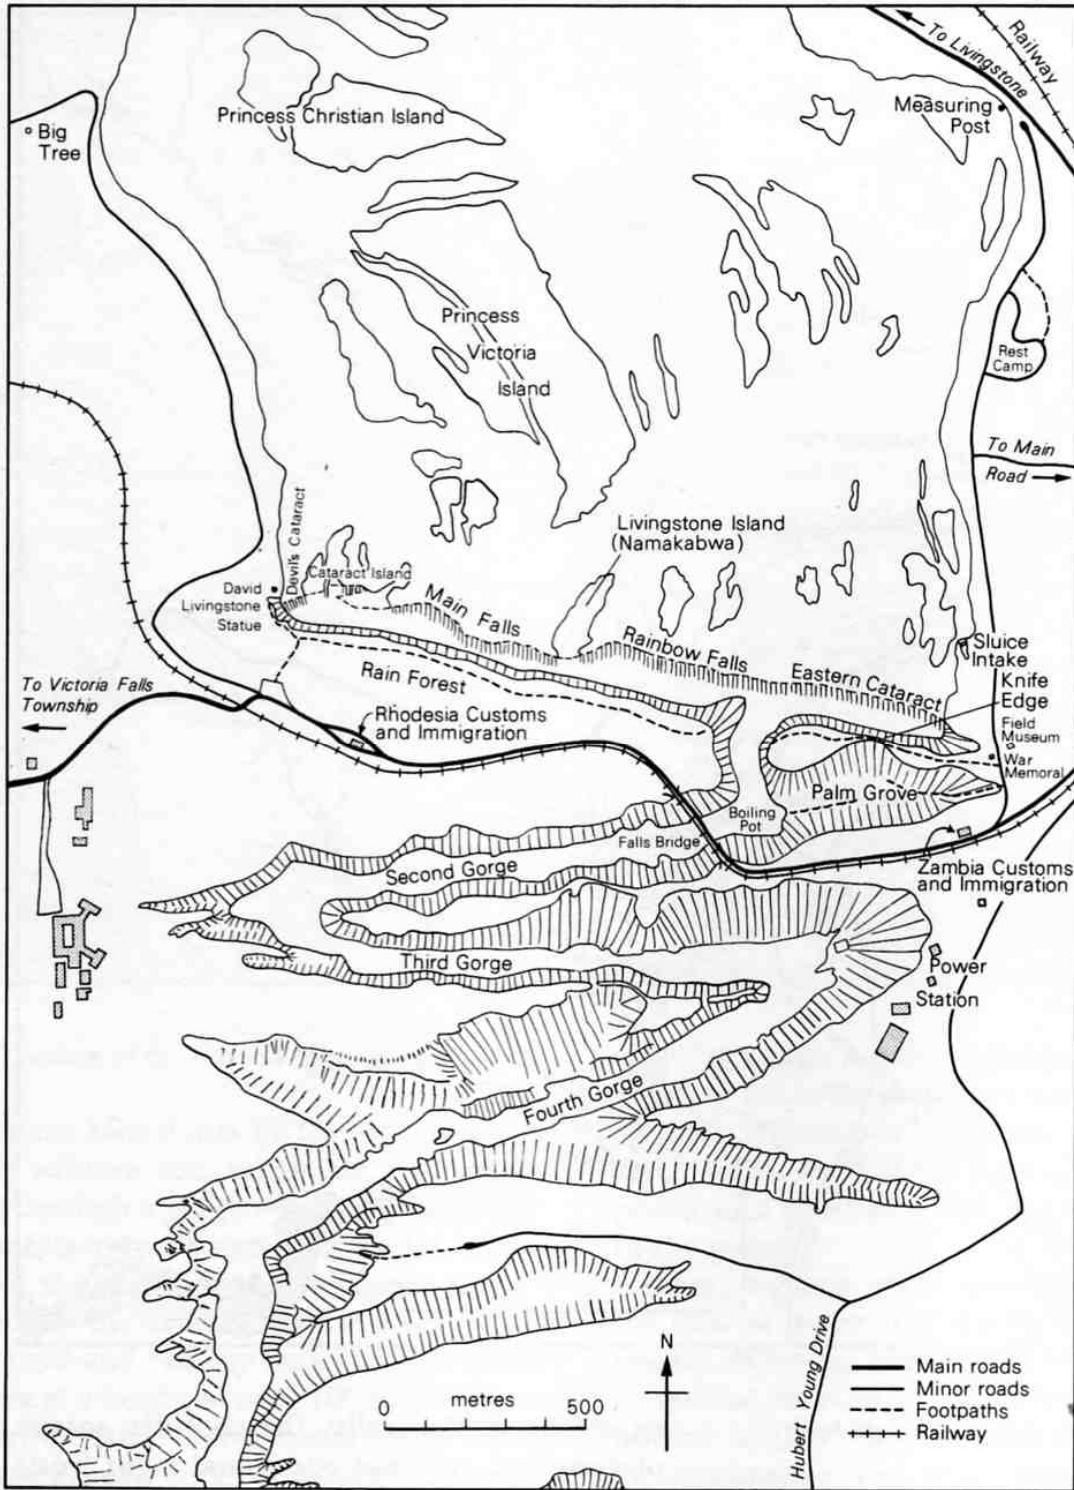 To Livingstone
Railway
Princess Christian Island
Measuring
Post
Big
Tree
Princess
Victoria
Island
Rest
Camp
To Main
Road
Livingstone Island
(Namakabwa)
Devil's Cataract
Cataract Island
David
Livingstone
Statue
Main Falls
Rainbow Falls
Eastern Cataract
Sluice
Intake
Knife
Edge
Field
Museum
War
Memorial
Rain Forest
To Victoria Falls
Township
Rhodesia Customs
and Immigration
Palm Grove
Boiling
Pot
Falls Bridge
Second Gorge
Zambia Customs
and Immigration
Third Gorge
Power
Station
Fourth Gorge
Hubert Young Drive
N
metres
0 500
Main roads
Minor roads
Footpaths
Railway